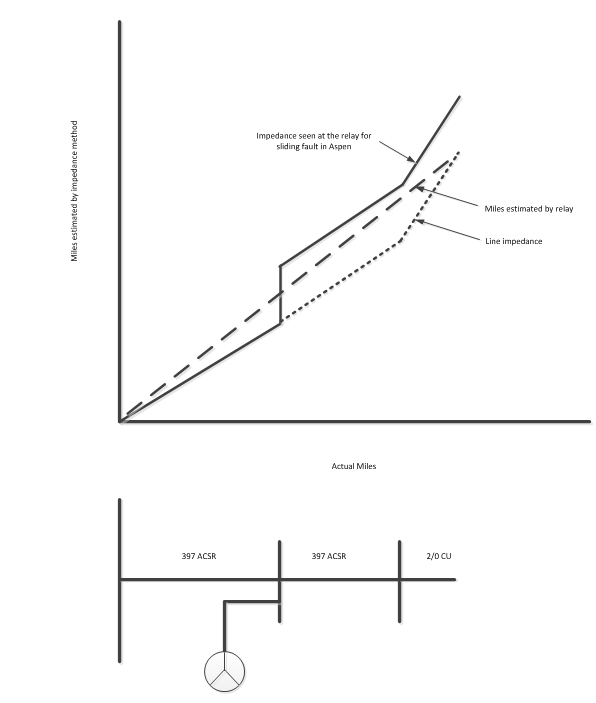 Miles estimated by impedance method
Impedance seen at the relay for
sliding fault in Aspen
Miles estimated by relay
Line impedance
Actual Miles
397 ACSR
397 ACSR
2/0 CU